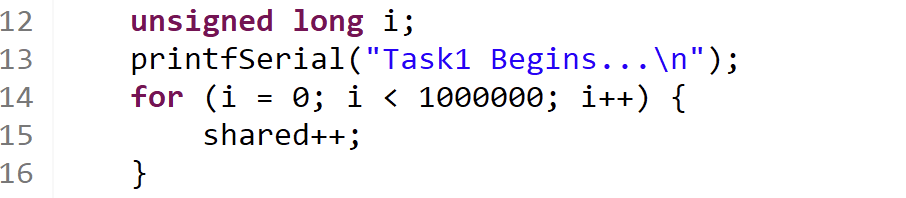 12 unsigned long i;
13 printfSerial("Task1 Begins...\n");
14 for (i = 0; i < 1000000; i++) {
15 shared++;
16 }